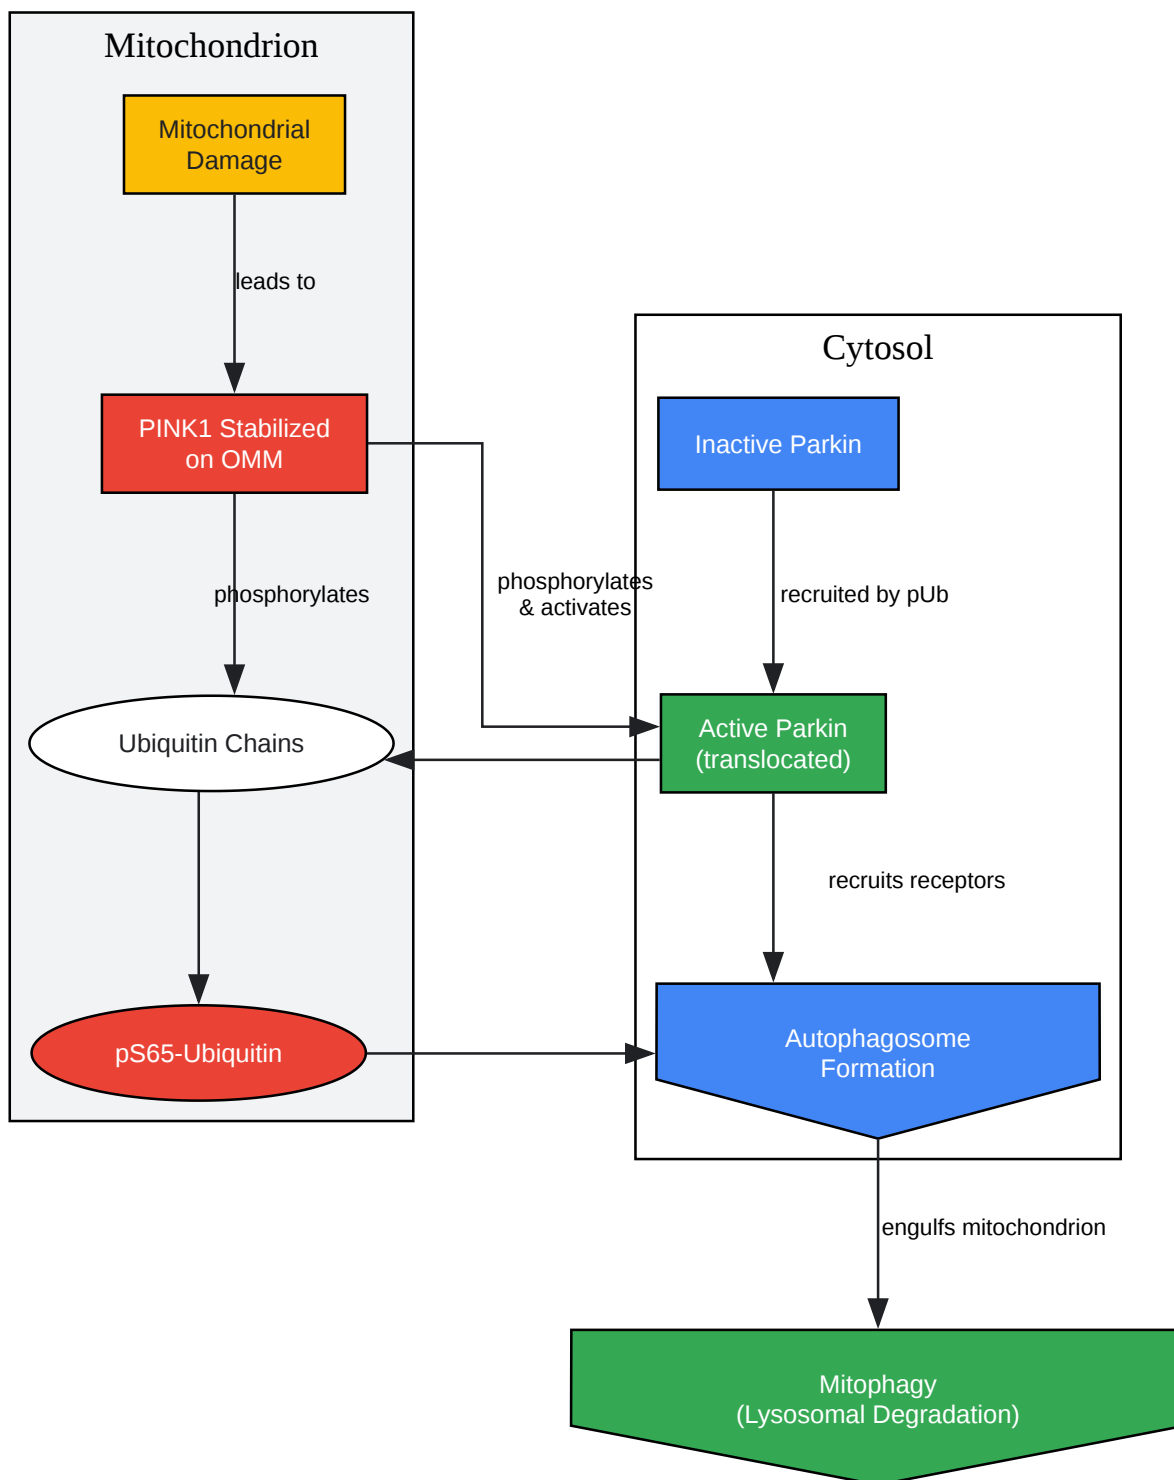 Mitochondrion
Mitochondrial
Damage
leads to
Cytosol
PINK1 Stabilized
on OMM
Inactive Parkin
phosphorylates
phosphorylates
& activates
recruited by pUb
Ubiquitin Chains
Active Parkin
(translocated)
recruits receptors
pS65-Ubiquitin
Autophagosome
Formation
engulfs mitochondrion
Mitophagy
(Lysosomal Degradation)